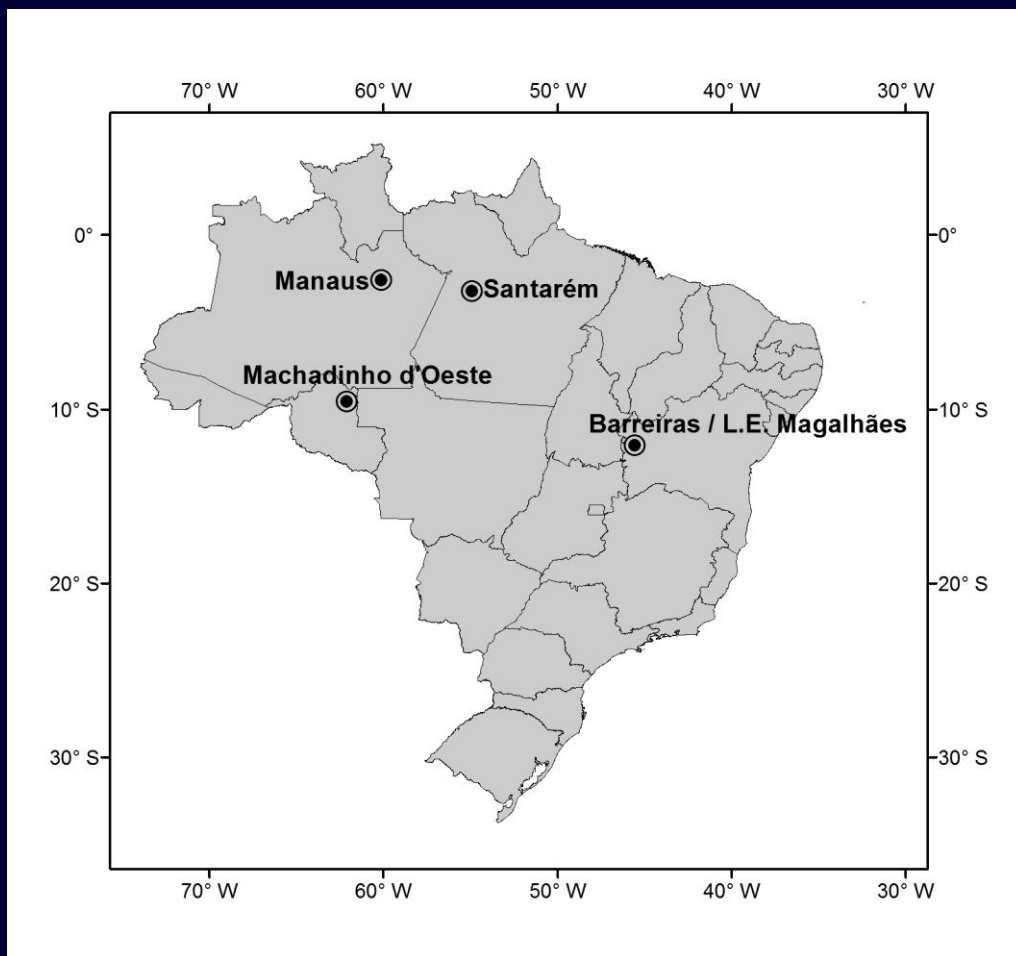 70° W 60° W 50° W 40° W 30° W
0° 0°
Manaus Santarém
Machadinho d'Oeste
10° S 10° S
Barreiras / L.E. Magalhães
20° S 20° S
30° S 30° S
70° W 60° W 50° W 40° W 30° W